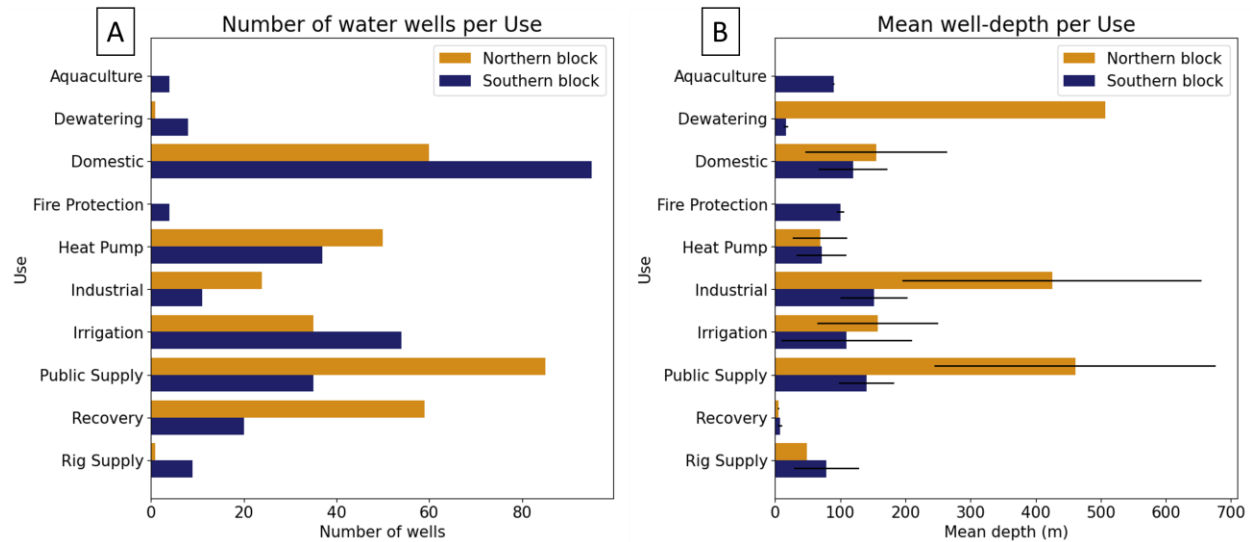 A
Number of water wells per Use
Northern block
Southern block
Use
Aquaculture
Dewatering
Domestic
Fire Protection
Heat Pump
Industrial
Irrigation
Public Supply
Recovery
Rig Supply
0 20 40 60 80
Number of wells
B
Mean well-depth per Use
Northern block
Southern block
Use
Aquaculture
Dewatering
Domestic
Fire Protection
Heat Pump
Industrial
Irrigation
Public Supply
Recovery
Rig Supply
0 100 200 300 400 500 600 700
Mean depth (m)